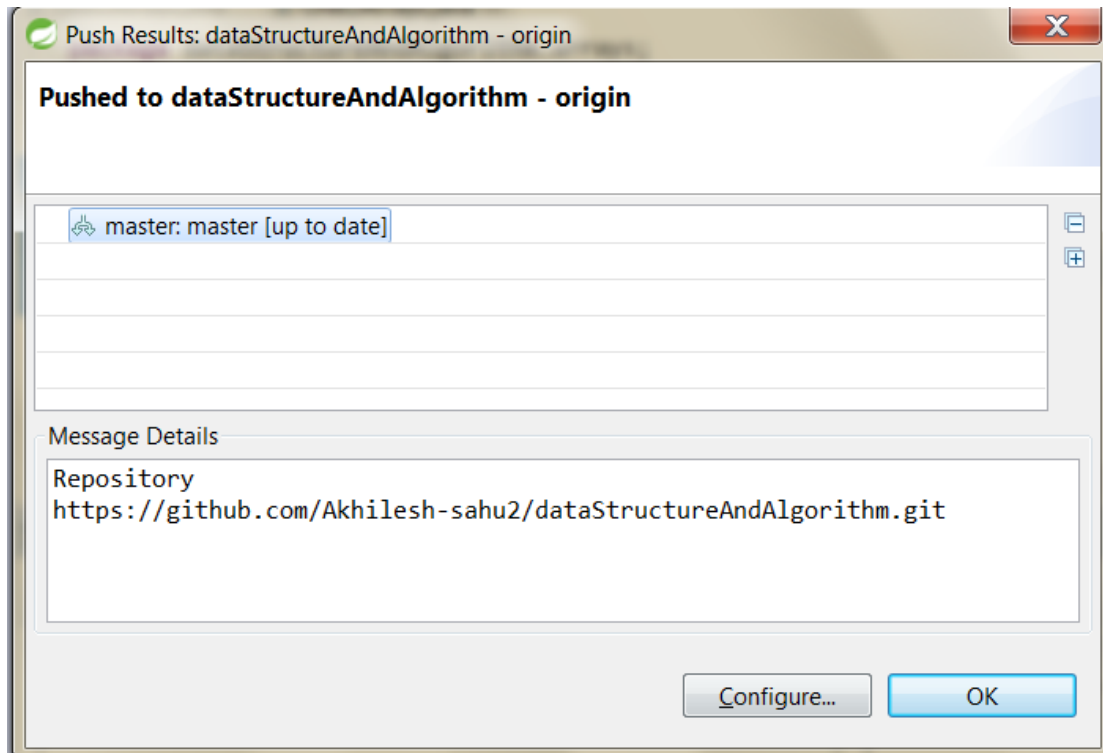 Push Results: dataStructureAndAlgorithm - origin
Pushed to dataStructureAndAlgorithm - origin
master: master [up to date]
Message Details
Repository
https://github.com/Akhilesh-sahu2/dataStructureAndAlgorithm.git
Configure...
OK